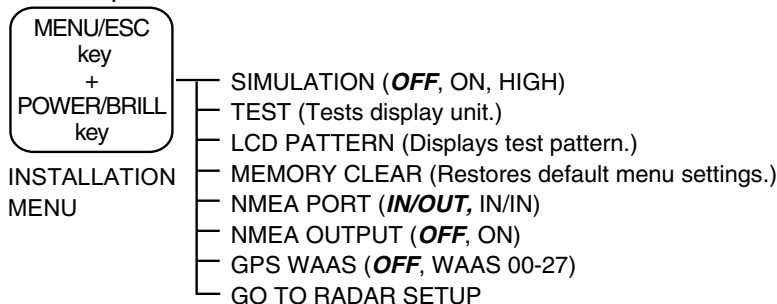 MENU/ESC
key
+
POWER/BRILL
key
INSTALLATION
MENU
SIMULATION (OFF, ON, HIGH)
TEST (Tests display unit.)
LCD PATTERN (Displays test pattern.)
MEMORY CLEAR (Restores default menu settings.)
NMEA PORT (IN/OUT, IN/IN)
NMEA OUTPUT (OFF, ON)
GPS WAAS (OFF, WAAS 00-27)
GO TO RADAR SETUP